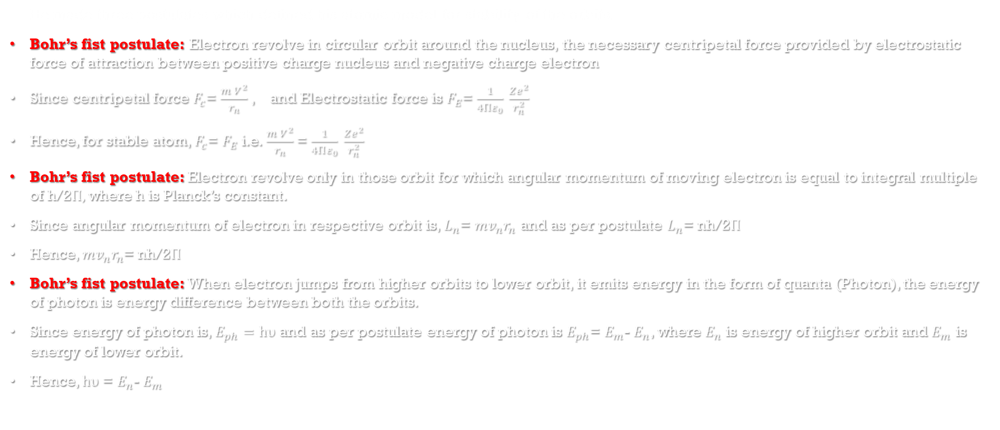 • Bohr's fist postulate: Electron revolve in circular orbit around the nucleus, the necessary centripetal force provided by electrostatic
force of attraction between positive charge nucleus and negative charge electron
• Since centripetal force F_c = \frac{m V^2}{r_n} , and Electrostatic force is F_E = \frac{1}{4Πε_0} \frac{Ze^2}{r_n^2}
• Hence, for stable atom, F_c = F_E i.e. \frac{m V^2}{r_n} = \frac{1}{4Πε_0} \frac{Ze^2}{r_n^2}
• Bohr's fist postulate: Electron revolve only in those orbit for which angular momentum of moving electron is equal to integral multiple
of h/2Π, where h is Planck's constant.
• Since angular momentum of electron in respective orbit is, L_n = mv_n r_n and as per postulate L_n = nh/2Π
• Hence, mv_n r_n = nh/2Π
• Bohr's fist postulate: When electron jumps from higher orbits to lower orbit, it emits energy in the form of quanta (Photon), the energy
of photon is energy difference between both the orbits.
• Since energy of photon is, E_{ph} = hυ and as per postulate energy of photon is E_{ph} = E_m - E_n, where E_n is energy of higher orbit and E_m is
energy of lower orbit.
• Hence, hυ = E_n - E_m